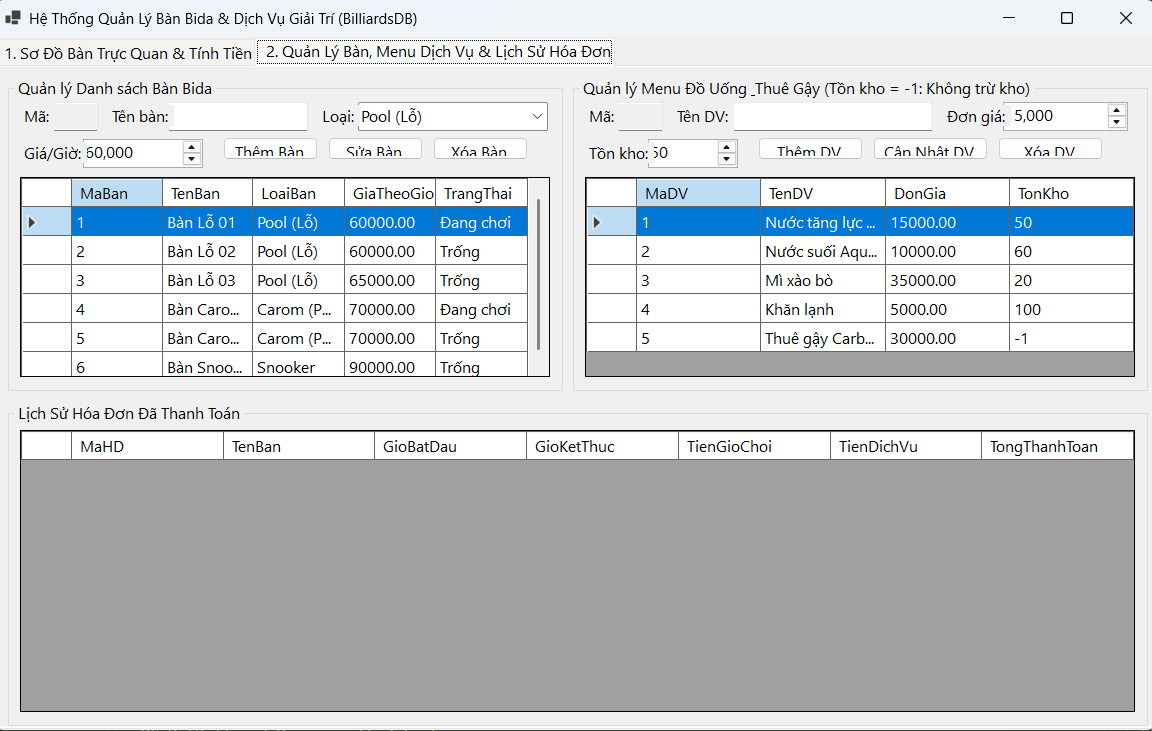 Hệ Thống Quản Lý Bàn Bida & Dịch Vụ Giải Trí (BilliardsDB)
1. Sơ Đồ Bàn Trực Quan & Tính Tiền 2. Quản Lý Bàn, Menu Dịch Vụ & Lịch Sử Hóa Đơn
Quản lý Danh sách Bàn Bida
Mã: Tên bàn: Loại: Pool (Lỗ)
Giá/Giờ: 60,000 Thêm Bàn Sửa Bàn Xóa Bàn
MaBan TenBan LoaiBan GiaTheoGio TrangThai
1 Bàn Lỗ 01 Pool (Lỗ) 60000.00 Đang chơi
2 Bàn Lỗ 02 Pool (Lỗ) 60000.00 Trống
3 Bàn Lỗ 03 Pool (Lỗ) 65000.00 Trống
4 Bàn Caro... Carom (P... 70000.00 Đang chơi
5 Bàn Caro... Carom (P... 70000.00 Trống
6 Bàn Snoo... Snooker 90000.00 Trống
Quản lý Menu Đồ Uống _Thuê Gậy (Tồn kho = -1: Không trừ kho)
Mã: Tên DV: Đơn giá: 5,000
Tồn kho: 50 Thêm DV Cập Nhật DV Xóa DV
MaDV TenDV DonGia TonKho
1 Nước tăng lực ... 15000.00 50
2 Nước suối Aqu... 10000.00 60
3 Mì xào bò 35000.00 20
4 Khăn lạnh 5000.00 100
5 Thuê gậy Carb... 30000.00 -1
Lịch Sử Hóa Đơn Đã Thanh Toán
MaHD TenBan GioBatDau GioKetThuc TienGioChoi TienDichVu TongThanhToan